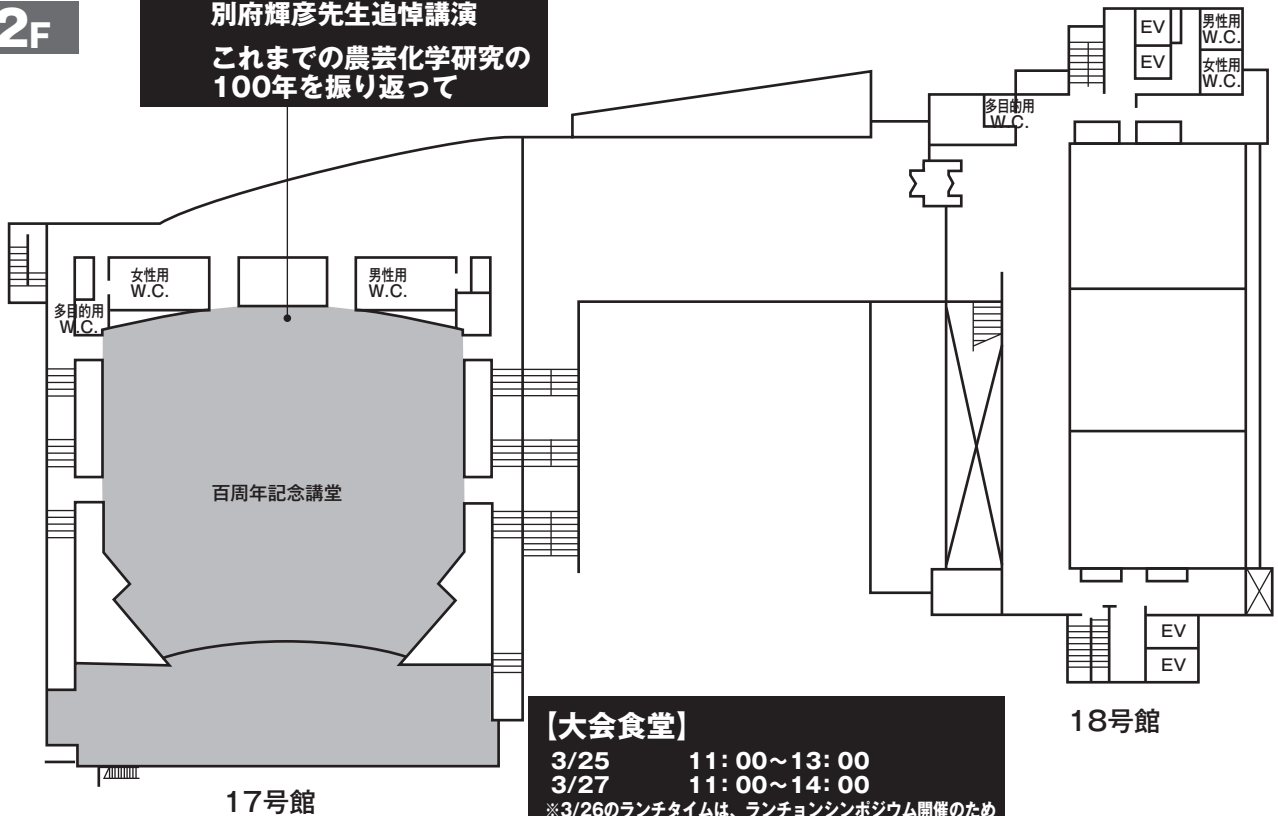 2F
別府輝彦先生追悼講演
これまでの農芸化学研究の
100年を振り返って
EV
EV
男性用
W.C.
女性用
W.C.
多目的用
W.C.
女性用
W.C.
男性用
W.C.
多目的用
W.C.
百周年記念講堂
EV
EV
18号館
17号館
【大会食堂】
3/25 11:00～13:00
3/27 11:00～14:00
※3/26のランチタイムは、ランチョンシンポジウム開催のため